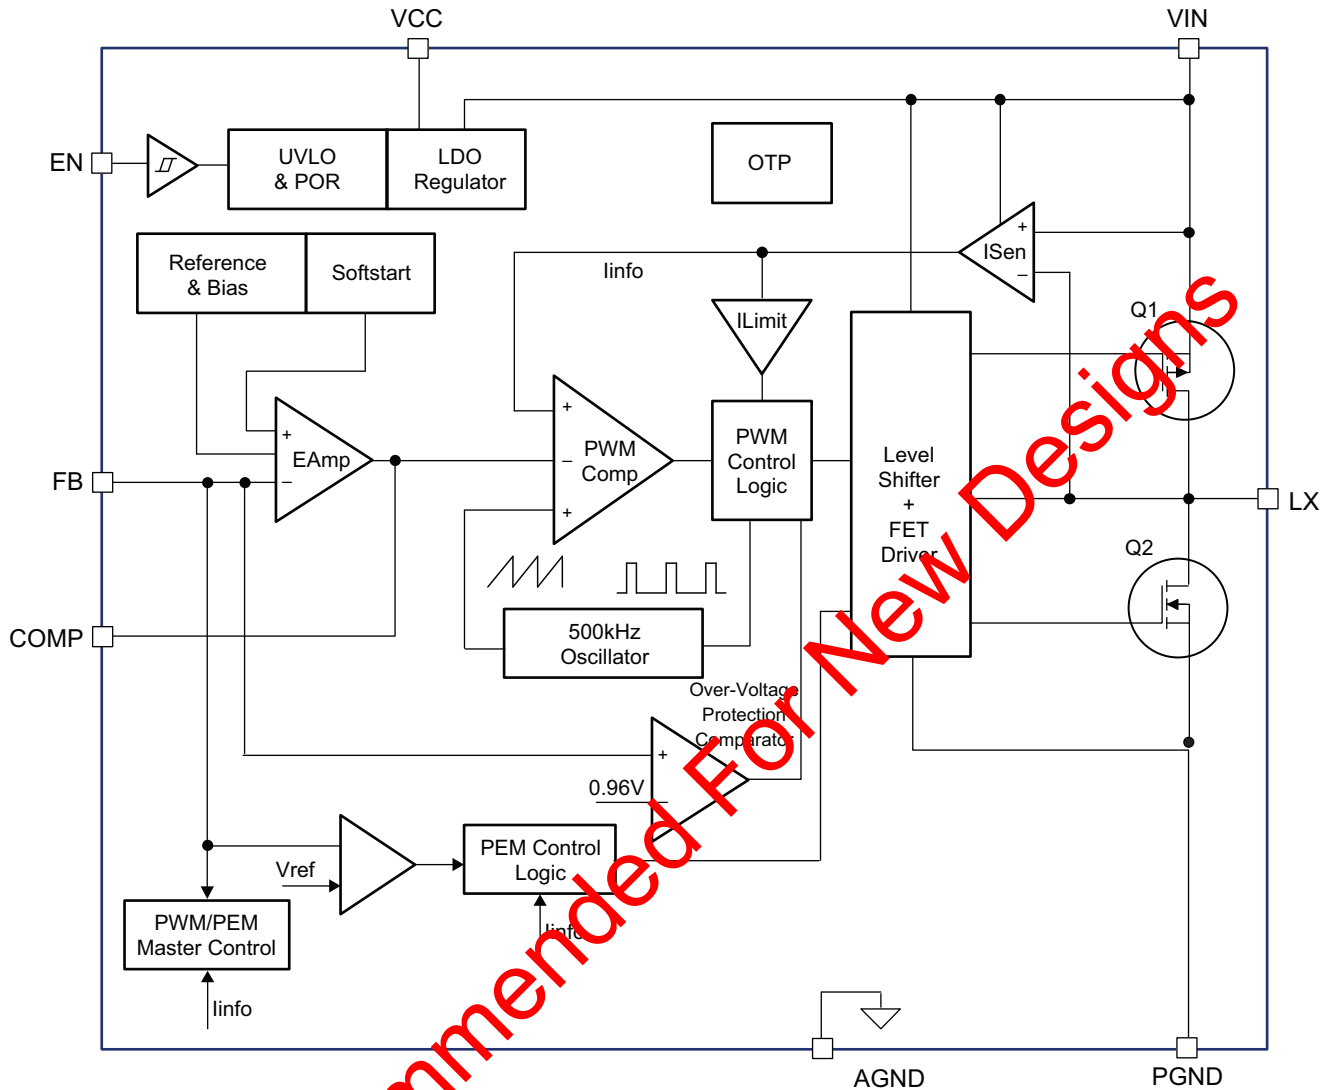 VCC
VIN
EN
UVLO
& POR
LDO
Regulator
OTP
Reference
& Bias
Softstart
Iinfo
+
ISen
−
ILimit
Q1
+
EAmp
−
FB
+
PWM
− Comp
+
PWM
Control
Logic
Level
Shifter
+
FET
Driver
LX
Q2
COMP
500kHz
Oscillator
Over-Voltage
Protection
Comparator
+
0.96V
−
Vref
PEM Control
Logic
Iinfo
PWM/PEM
Master Control
Iinfo
AGND
PGND
mmended For New Designs